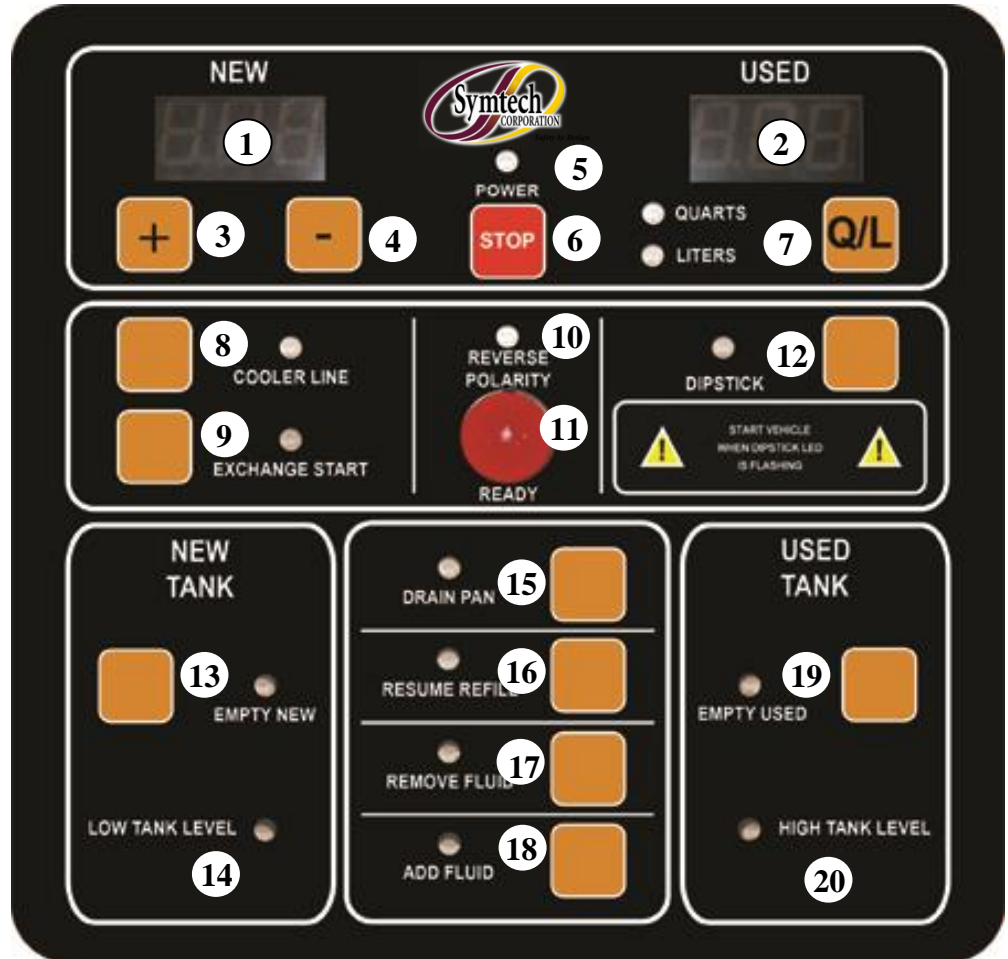 NEW
USED
Symtech
CORPORATION
1
2
5
POWER
+
3
-
4
STOP
6
QUARTS
LITERS
7
Q/L
8
COOLER LINE
9
EXCHANGE START
10
REVERSE
POLARITY
11
READY
12
DIPSTICK
START VEHICLE
WHEN DIPSTICK LED
IS FLASHING
NEW
TANK
13
EMPTY NEW
LOW TANK LEVEL
14
DRAIN PAN
15
RESUME REFILL
16
REMOVE FLUID
17
ADD FLUID
18
USED
TANK
19
EMPTY USED
HIGH TANK LEVEL
20